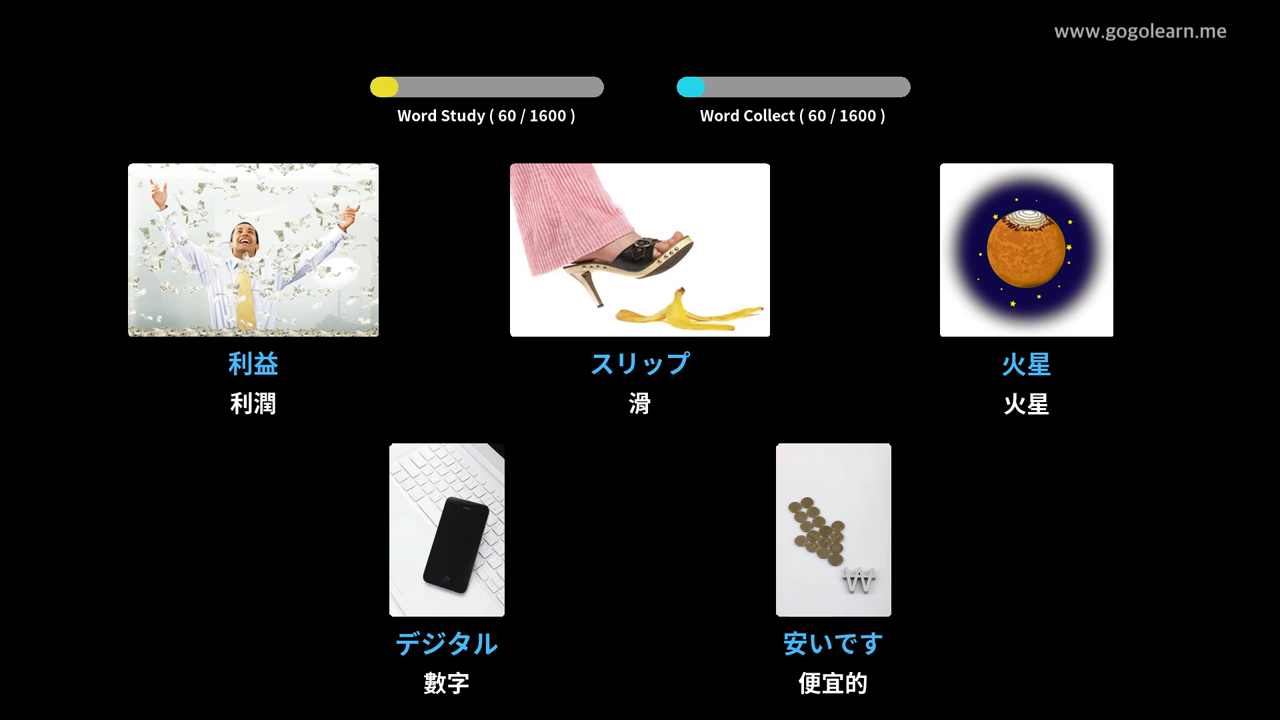 www.gogolearn.me
Word Study ( 60 / 1600 )
Word Collect ( 60 / 1600 )
利益
利潤
スリップ
滑
火星
火星
デジタル
數字
安いです
便宜的
₩